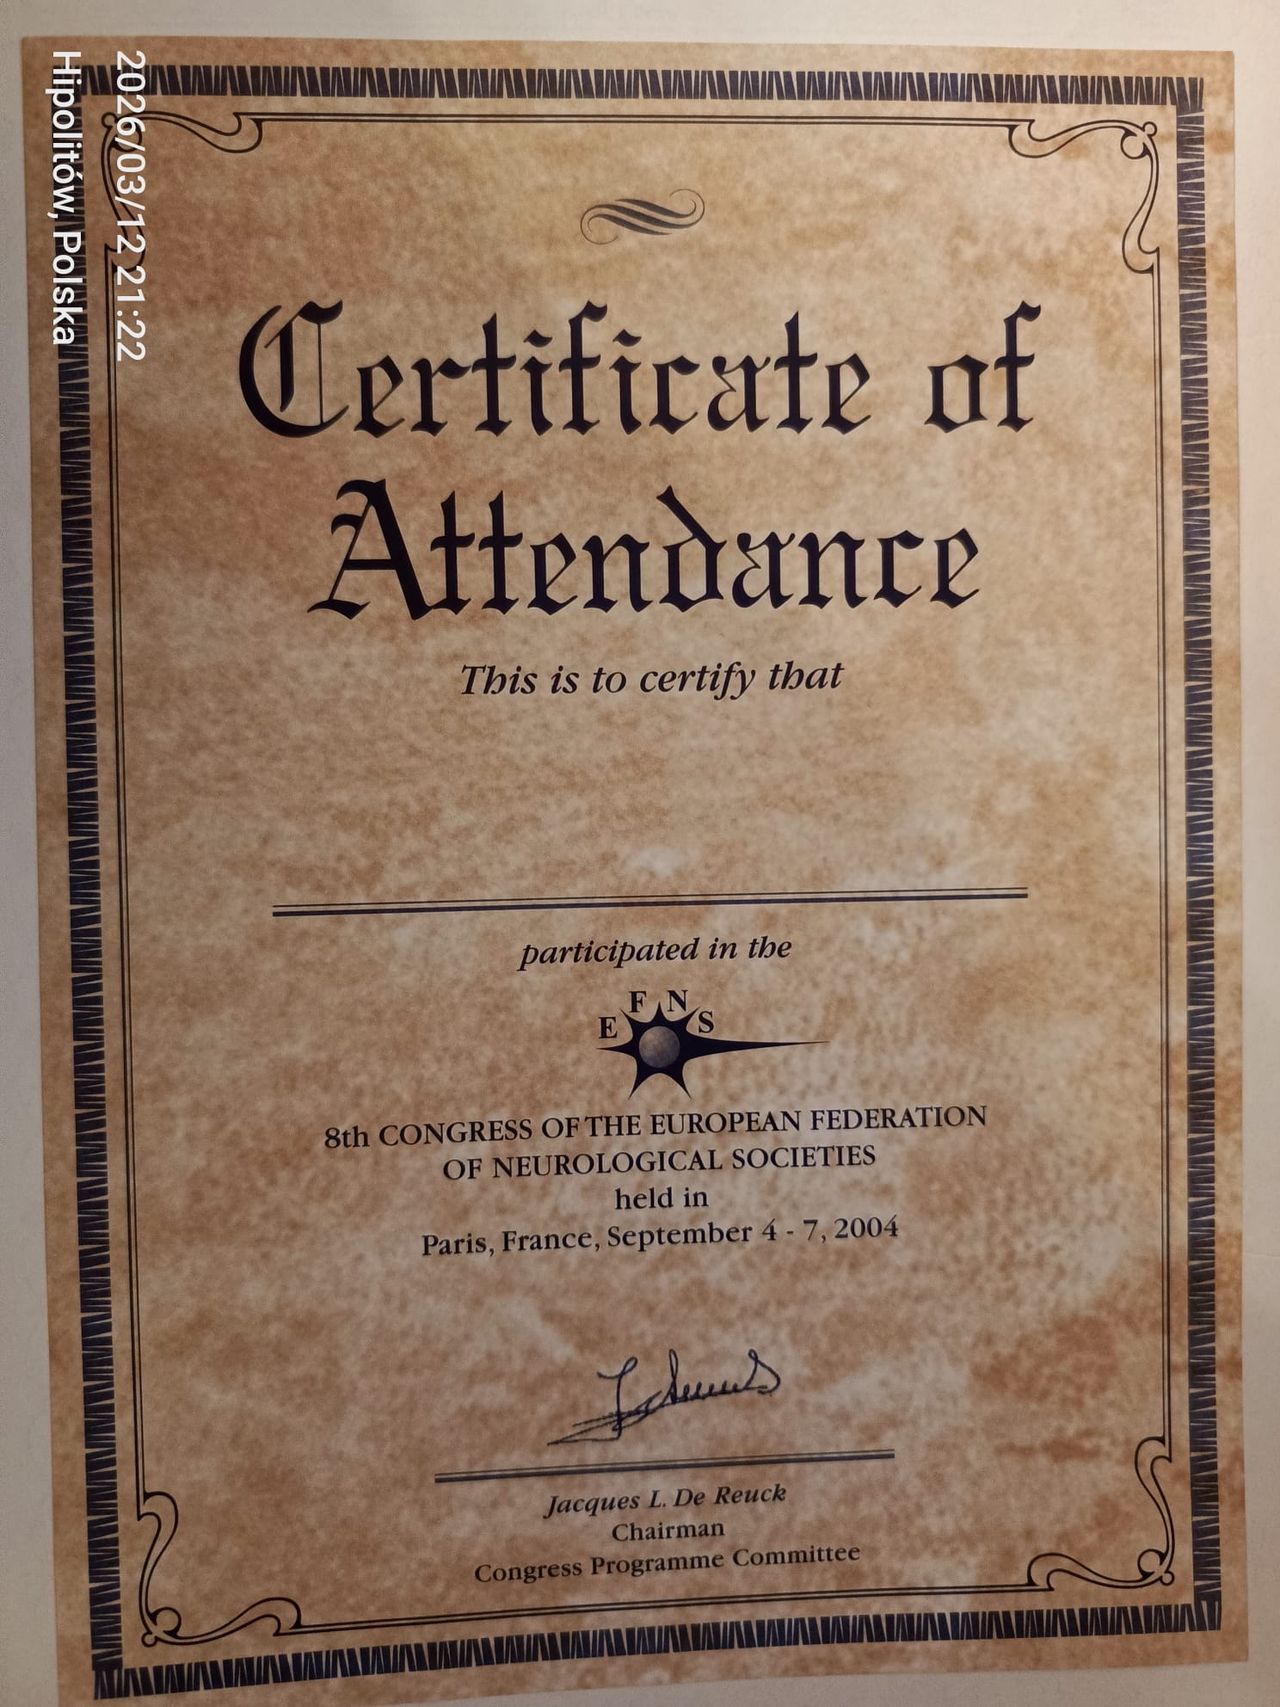 2026/03/12 21:22
Hipolitów, Polska
Certificate of
Attendance
This is to certify that
participated in the
EFNS
8th CONGRESS OF THE EUROPEAN FEDERATION
OF NEUROLOGICAL SOCIETIES
held in
Paris, France, September 4 - 7, 2004
Jacques L. De Reuck
Chairman
Congress Programme Committee